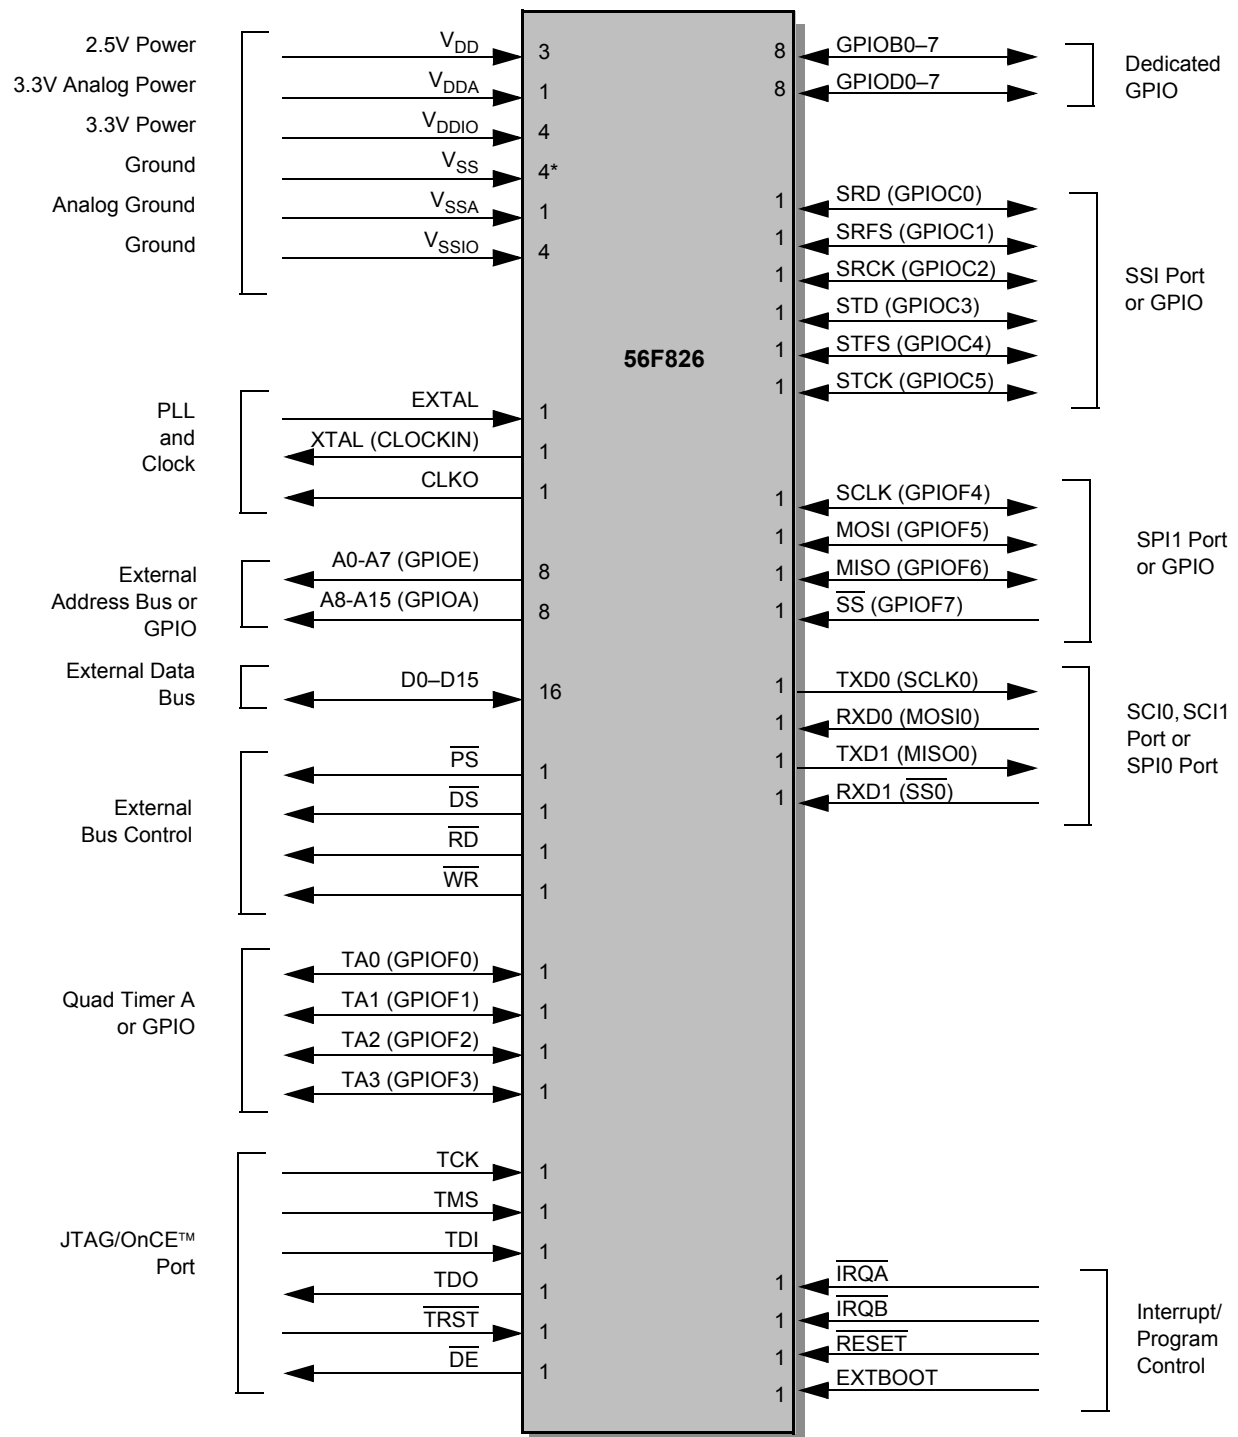 2.5V Power
VDD
3
3.3V Analog Power
VDDA
1
3.3V Power
VDDIO
4
Ground
VSS
4*
Analog Ground
VSSA
1
Ground
VSSIO
4
PLL
and
Clock
EXTAL
1
XTAL (CLOCKIN)
1
CLKO
1
External
Address Bus or
GPIO
A0-A7 (GPIOE)
8
A8-A15 (GPIOA)
8
External Data
Bus
D0–D15
16
External
Bus Control
PS
1
DS
1
RD
1
WR
1
Quad Timer A
or GPIO
TA0 (GPIOF0)
1
TA1 (GPIOF1)
1
TA2 (GPIOF2)
1
TA3 (GPIOF3)
1
JTAG/OnCE™
Port
TCK
1
TMS
1
TDI
1
TDO
1
TRST
1
DE
1
56F826
8
GPIOB0–7
8
GPIOD0–7
Dedicated
GPIO
1
SRD (GPIOC0)
1
SRFS (GPIOC1)
1
SRCK (GPIOC2)
1
STD (GPIOC3)
1
STFS (GPIOC4)
1
STCK (GPIOC5)
SSI Port
or GPIO
1
SCLK (GPIOF4)
1
MOSI (GPIOF5)
1
MISO (GPIOF6)
1
SS (GPIOF7)
SPI1 Port
or GPIO
1
TXD0 (SCLK0)
1
RXD0 (MOSI0)
1
TXD1 (MISO0)
1
RXD1 (SS0)
SCI0, SCI1
Port or
SPI0 Port
1
IRQA
1
IRQB
1
RESET
1
EXTBOOT
Interrupt/
Program
Control